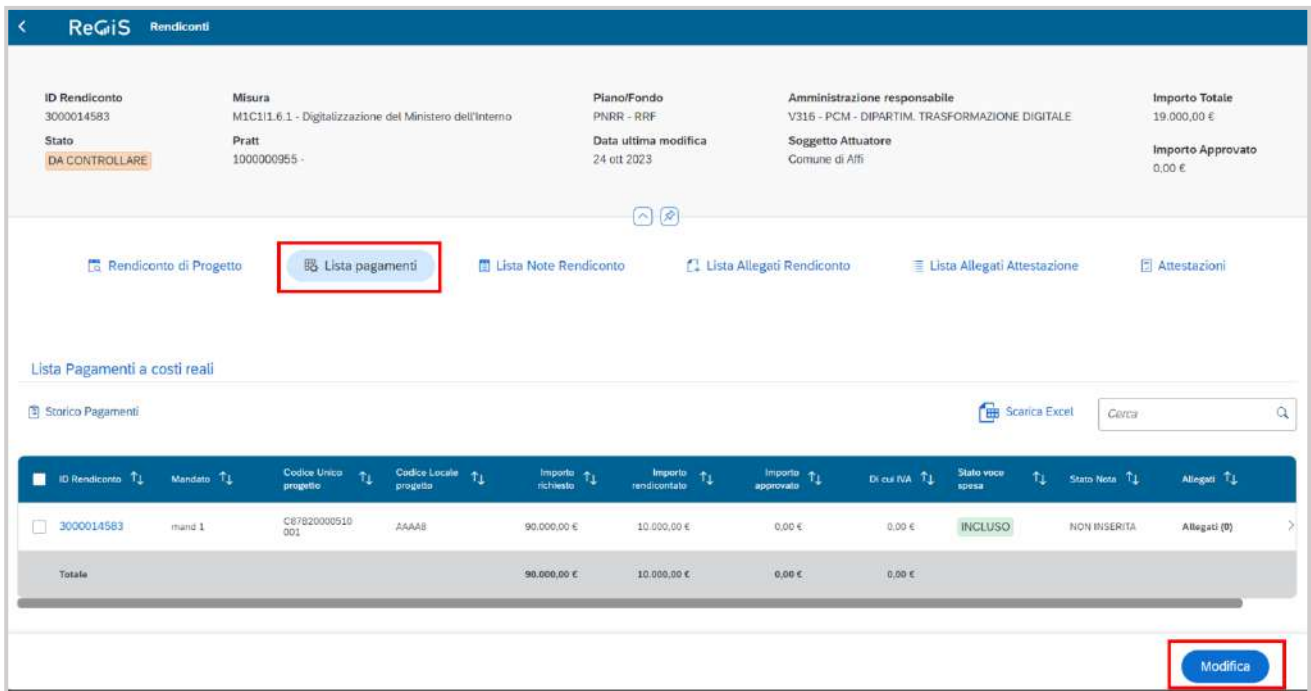 ReGiS Rendiconti
ID Rendiconto Misura Piano/Fondo Amministrazione responsabile Importo Totale
3000014583 M1C1I1.6.1 - Digitalizzazione del Ministero dell'Interno PNRR - RRF V316 - PCM - DIPARTIM. TRASFORMAZIONE DIGITALE 19.000,00 €
Stato Pratt Data ultima modifica Soggetto Attuatore Importo Approvato
DA CONTROLLARE 1000000955 - 24 ott 2023 Comune di Affi 0,00 €
Rendiconto di Progetto Lista pagamenti Lista Note Rendiconto Lista Allegati Rendiconto Lista Allegati Attestazione Attestazioni
Lista Pagamenti a costi reali
Storico Pagamenti Scarica Excel Cerca
ID Rendiconto Mandato Codice Unico progetto Codice Locale progetto Importo richiesto Importo rendicontato Importo approvato Di cui IVA Stato voce spesa Stato Nota Allegati
3000014583 mand 1 C87B20000510 001 AAAA8 90.000,00 € 10.000,00 € 0,00 € 0,00 € INCLUSO NON INSERITA Allegati (0)
Totale 90.000,00 € 10.000,00 € 0,00 € 0,00 €
Modifica